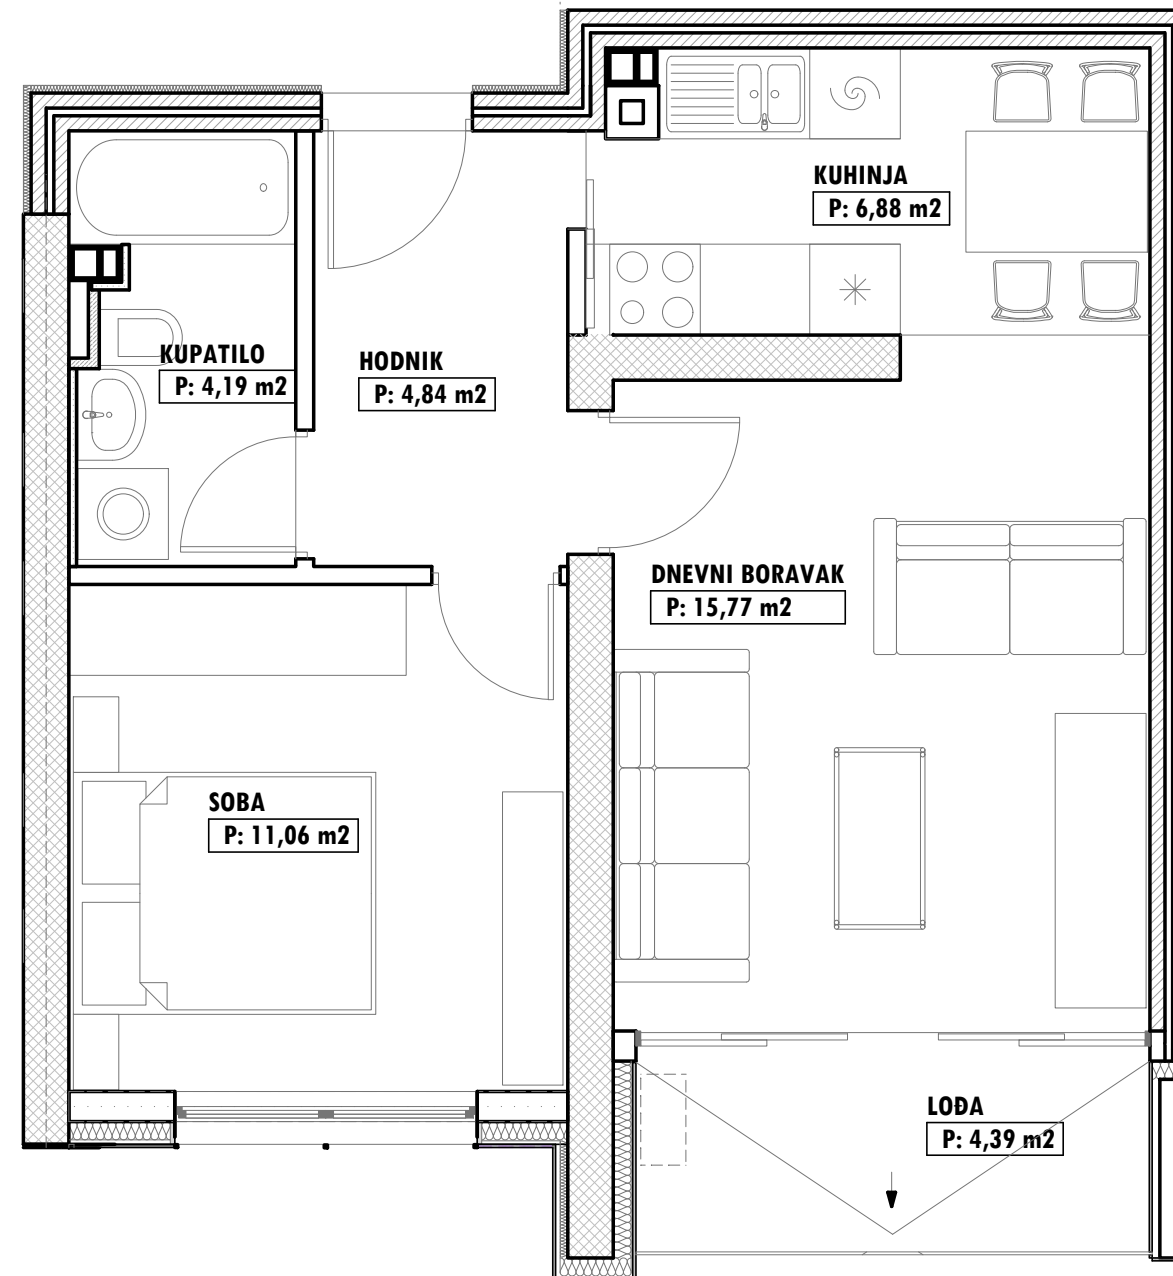 KUHINJA
P: 6,88 m2
KUPATILO
P: 4,19 m2
HODNIK
P: 4,84 m2
DNEVNI BORAVAK
P: 15,77 m2
SOBA
P: 11,06 m2
LOĐA
P: 4,39 m2